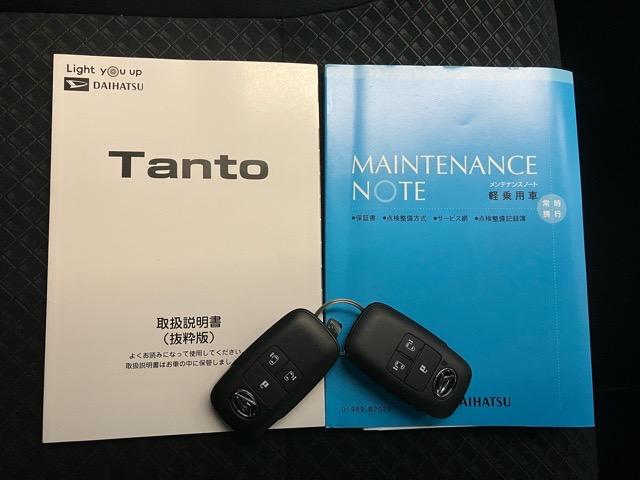 Light you up
DAIHATSU
Tanto
取扱説明書
（抜粋版）
よくお読みになって使用してください
取扱説明書はお車の中に保管しまし
MAINTENANCE
NOTE
メンテナンスノート
軽乗用車
常時
携行
●保証書 ●点検整備方式 ●サービス網 ●点検整備記録簿
AIHATSU